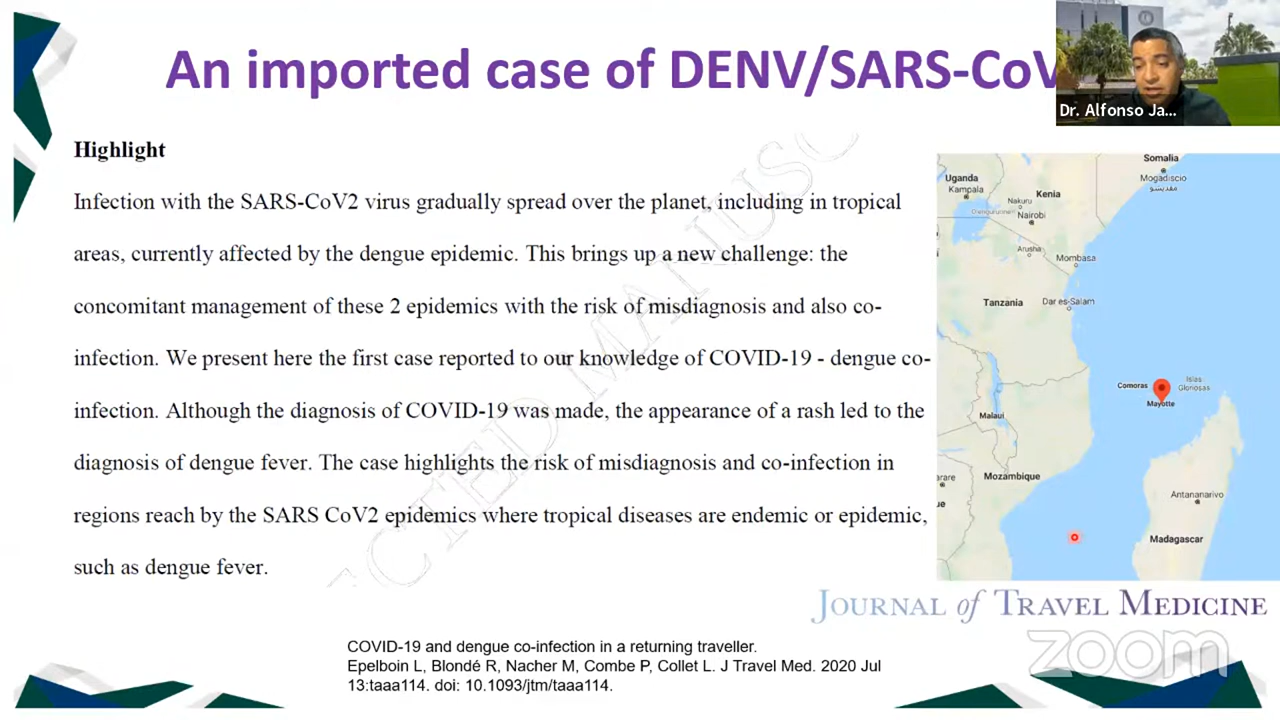 An imported case of DENV/SARS-CoV
Dr. Alfonso Ja...
Highlight
Infection with the SARS-CoV2 virus gradually spread over the planet, including in tropical
areas, currently affected by the dengue epidemic. This brings up a new challenge: the
concomitant management of these 2 epidemics with the risk of misdiagnosis and also co-
infection. We present here the first case reported to our knowledge of COVID-19 - dengue co-
infection. Although the diagnosis of COVID-19 was made, the appearance of a rash led to the
diagnosis of dengue fever. The case highlights the risk of misdiagnosis and co-infection in
regions reach by the SARS CoV2 epidemics where tropical diseases are endemic or epidemic,
such as dengue fever.
CTED MANUSC
Somalia
Mogadiscio
مقديشو
Uganda
Kampala
Kenia
Nakuru
Nairobi
Arusha
Mombasa
Tanzania
Dar es-Salam
Comoras
Islas
Gloriosas
Mayotte
Malaui
Mozambique
arare
ue
Antananarivo
Madagascar
JOURNAL of TRAVEL MEDICINE
zoom
COVID-19 and dengue co-infection in a returning traveller.
Epelboin L, Blondé R, Nacher M, Combe P, Collet L. J Travel Med. 2020 Jul
13:taaa114. doi: 10.1093/jtm/taaa114.